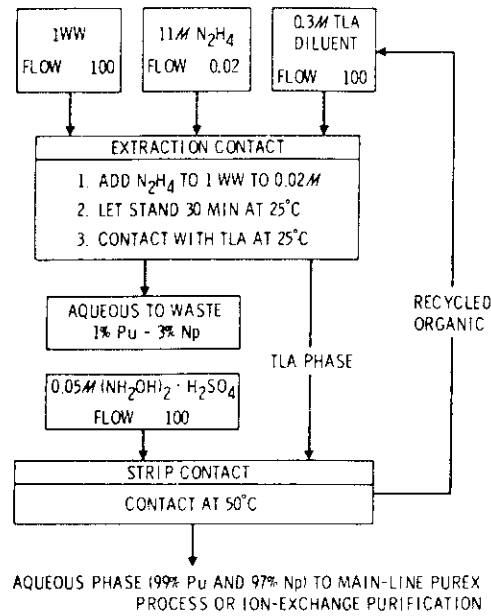 1WW
FLOW 100
11M N₂H₄
FLOW 0.02
0.3M TLA
DILUENT
FLOW 100
EXTRACTION CONTACT
1. ADD N₂H₄ TO 1 WW TO 0.02M
2. LET STAND 30 MIN AT 25°C
3. CONTACT WITH TLA AT 25°C
AQUEOUS TO WASTE
1% Pu - 3% Np
RECYCLED
ORGANIC
TLA PHASE
0.05M (NH₂OH)₂ · H₂SO₄
FLOW 100
STRIP CONTACT
CONTACT AT 50°C
AQUEOUS PHASE (99% Pu AND 97% Np) TO MAIN-LINE PUREX
PROCESS OR ION-EXCHANGE PURIFICATION